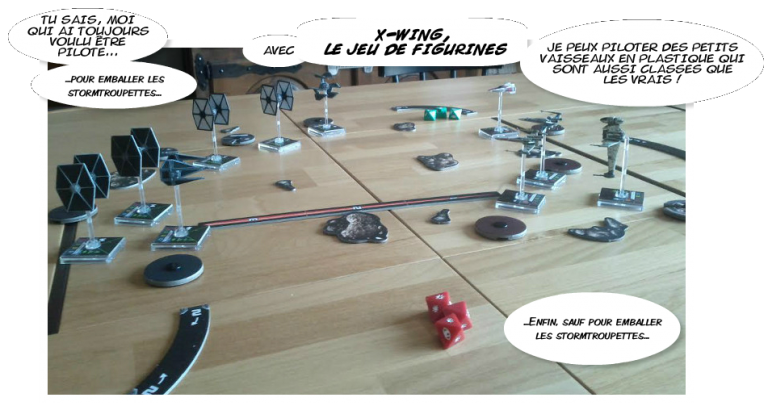 TU SAIS, MOI
QUI AI TOUJOURS
VOULU ÊTRE
PILOTE...
...POUR EMBALLER LES
STORMTROUPETTES...
AVEC
X-WING,
LE JEU DE FIGURINES
JE PEUX PILOTER DES PETITS
VAISSEAUX EN PLASTIQUE QUI
SONT AUSSI CLASSES QUE
LES VRAIS !
...ENFIN, SAUF POUR EMBALLER
LES STORMTROUPETTES...